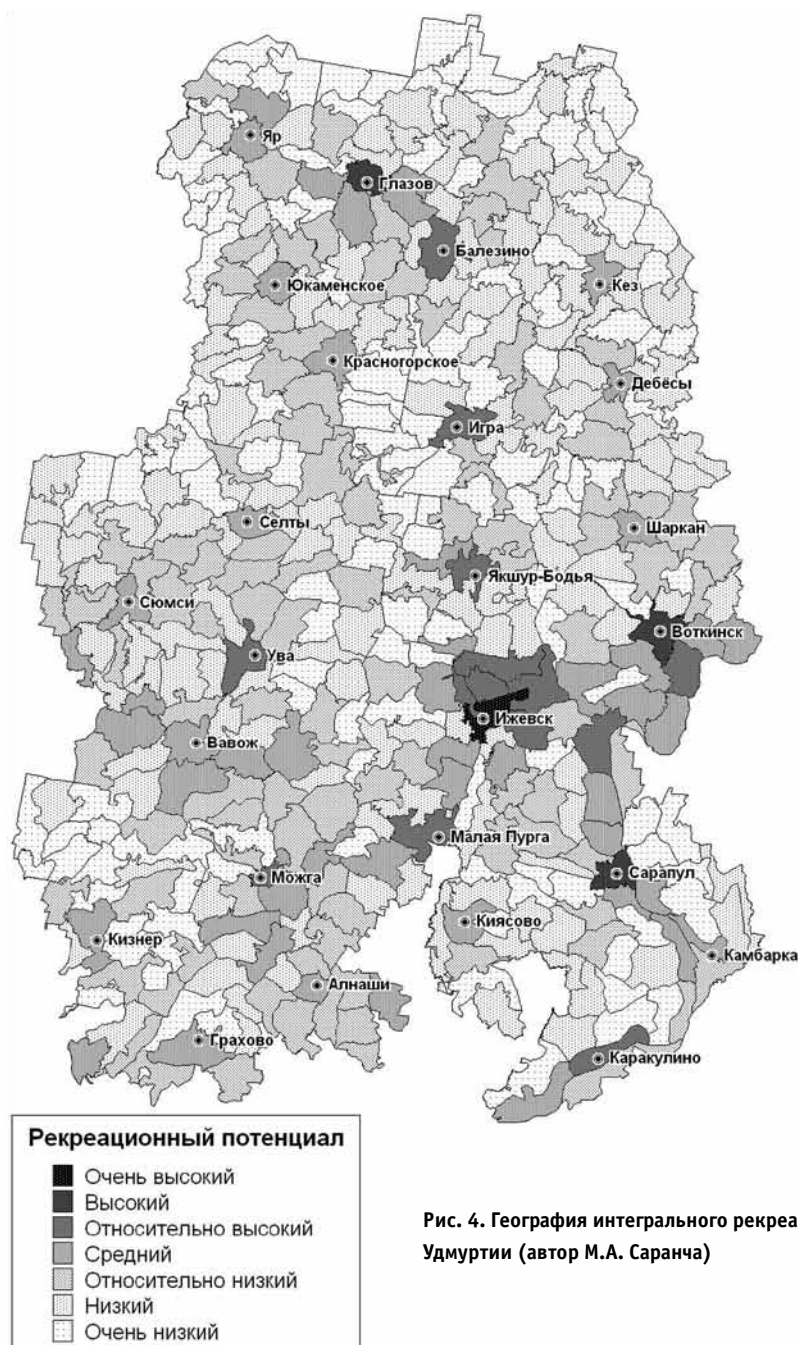 Яр
Глазов
Балезино
Юкаменское
Кез
Красногорское
Дебёсы
Игра
Селты
Шаркан
Якшур-Бодья
Сюмси
Воткинск
Ува
Ижевск
Вавож
Малая Пурга
Можга
Сарапул
Киясово
Кизнер
Камбарка
Алнаши
Грахово
Каракулино
Рекреационный потенциал
Очень высокий
Высокий
Относительно высокий
Средний
Относительно низкий
Низкий
Очень низкий
Рис. 4. География интегрального рекреа
Удмуртии (автор М.А. Саранча)